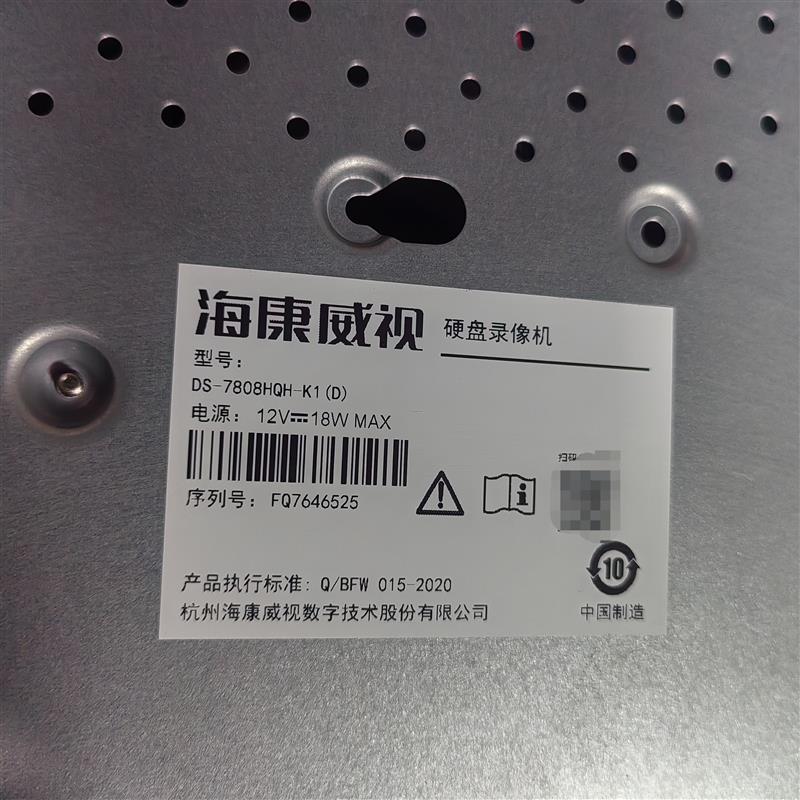 海康威视 硬盘录像机
型号:
DS-7808HQH-K1(D)
电源: 12V⎓18W MAX
序列号: FQ7646525
扫码
产品执行标准: Q/BFW 015-2020
10
杭州海康威视数字技术股份有限公司
中国制造